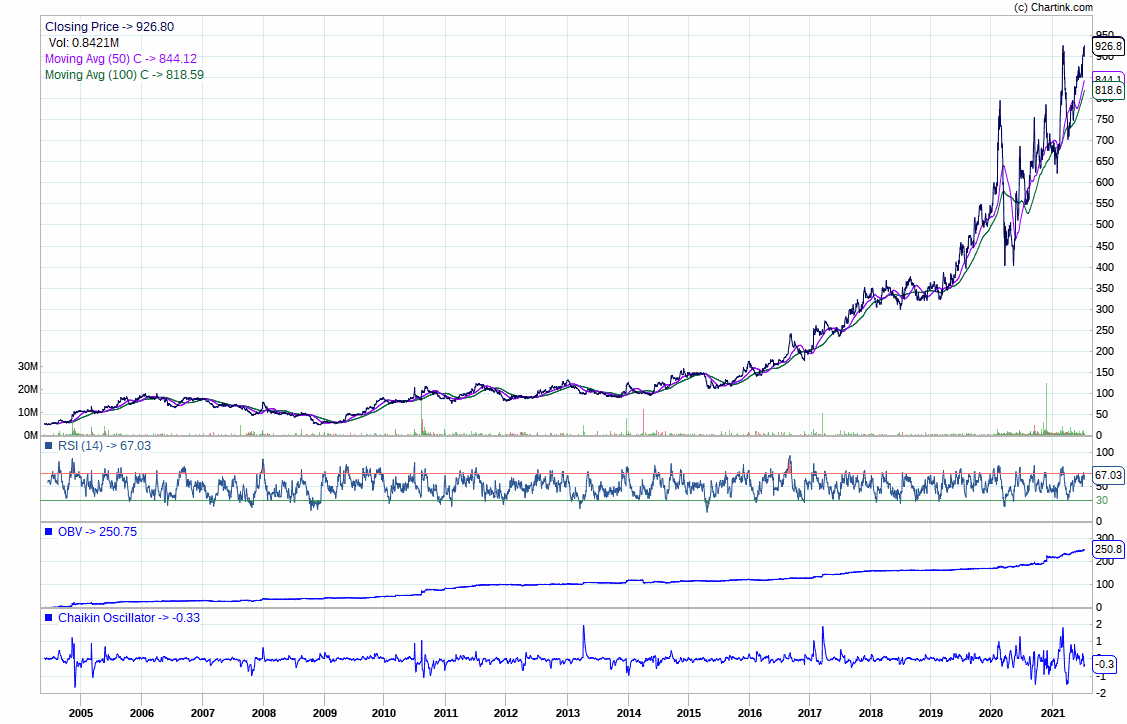 (c) Chartink.com
Closing Price -> 926.80
Vol: 0.8421M
Moving Avg (50) C -> 844.12
Moving Avg (100) C -> 818.59
950
926.8
900
844.1
818.6
750
700
650
600
550
500
450
400
350
300
250
200
150
100
50
0
30M
20M
10M
0M
RSI (14) -> 67.03
100
67.03
50
30
0
OBV -> 250.75
300
250.8
200
100
0
Chaikin Oscillator -> -0.33
2
1
-0.3
-1
-2
2005 2006 2007 2008 2009 2010 2011 2012 2013 2014 2015 2016 2017 2018 2019 2020 2021